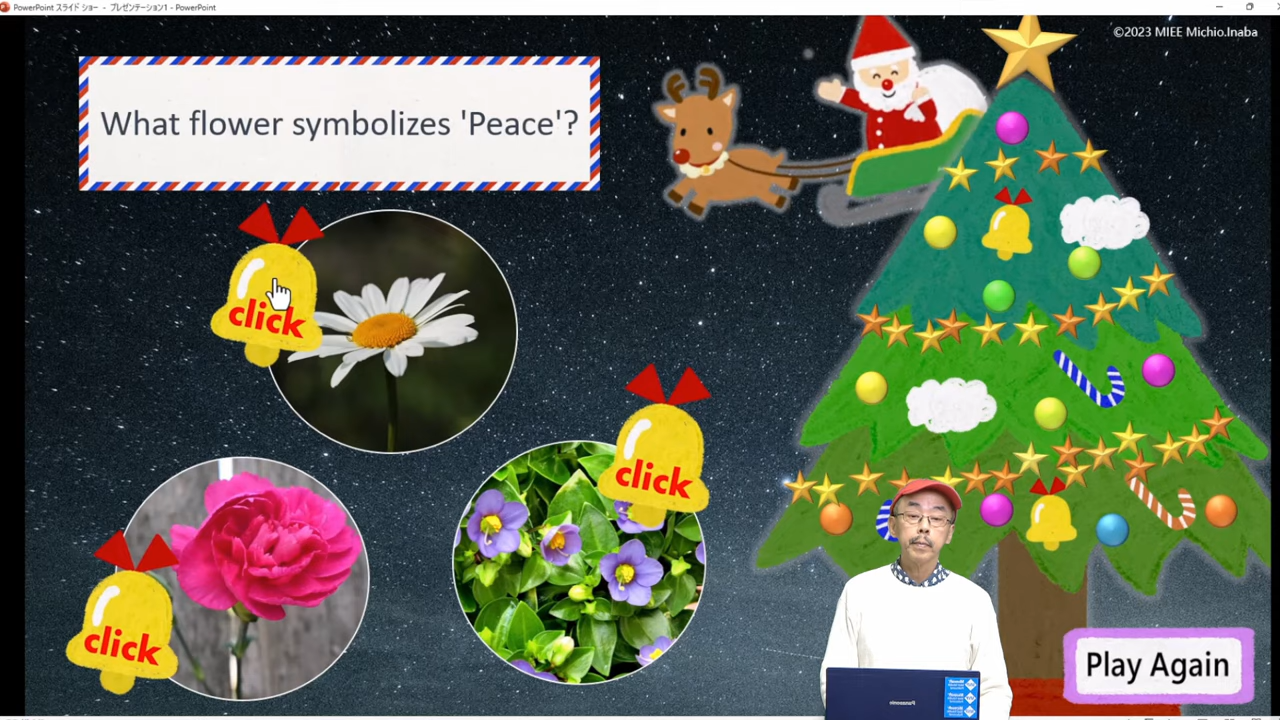 PowerPoint スライド ショー - プレゼンテーション1 - PowerPoint
©2023 MIEE Michio.Inaba
What flower symbolizes 'Peace'?
click
click
click
Play Again
Panasonic